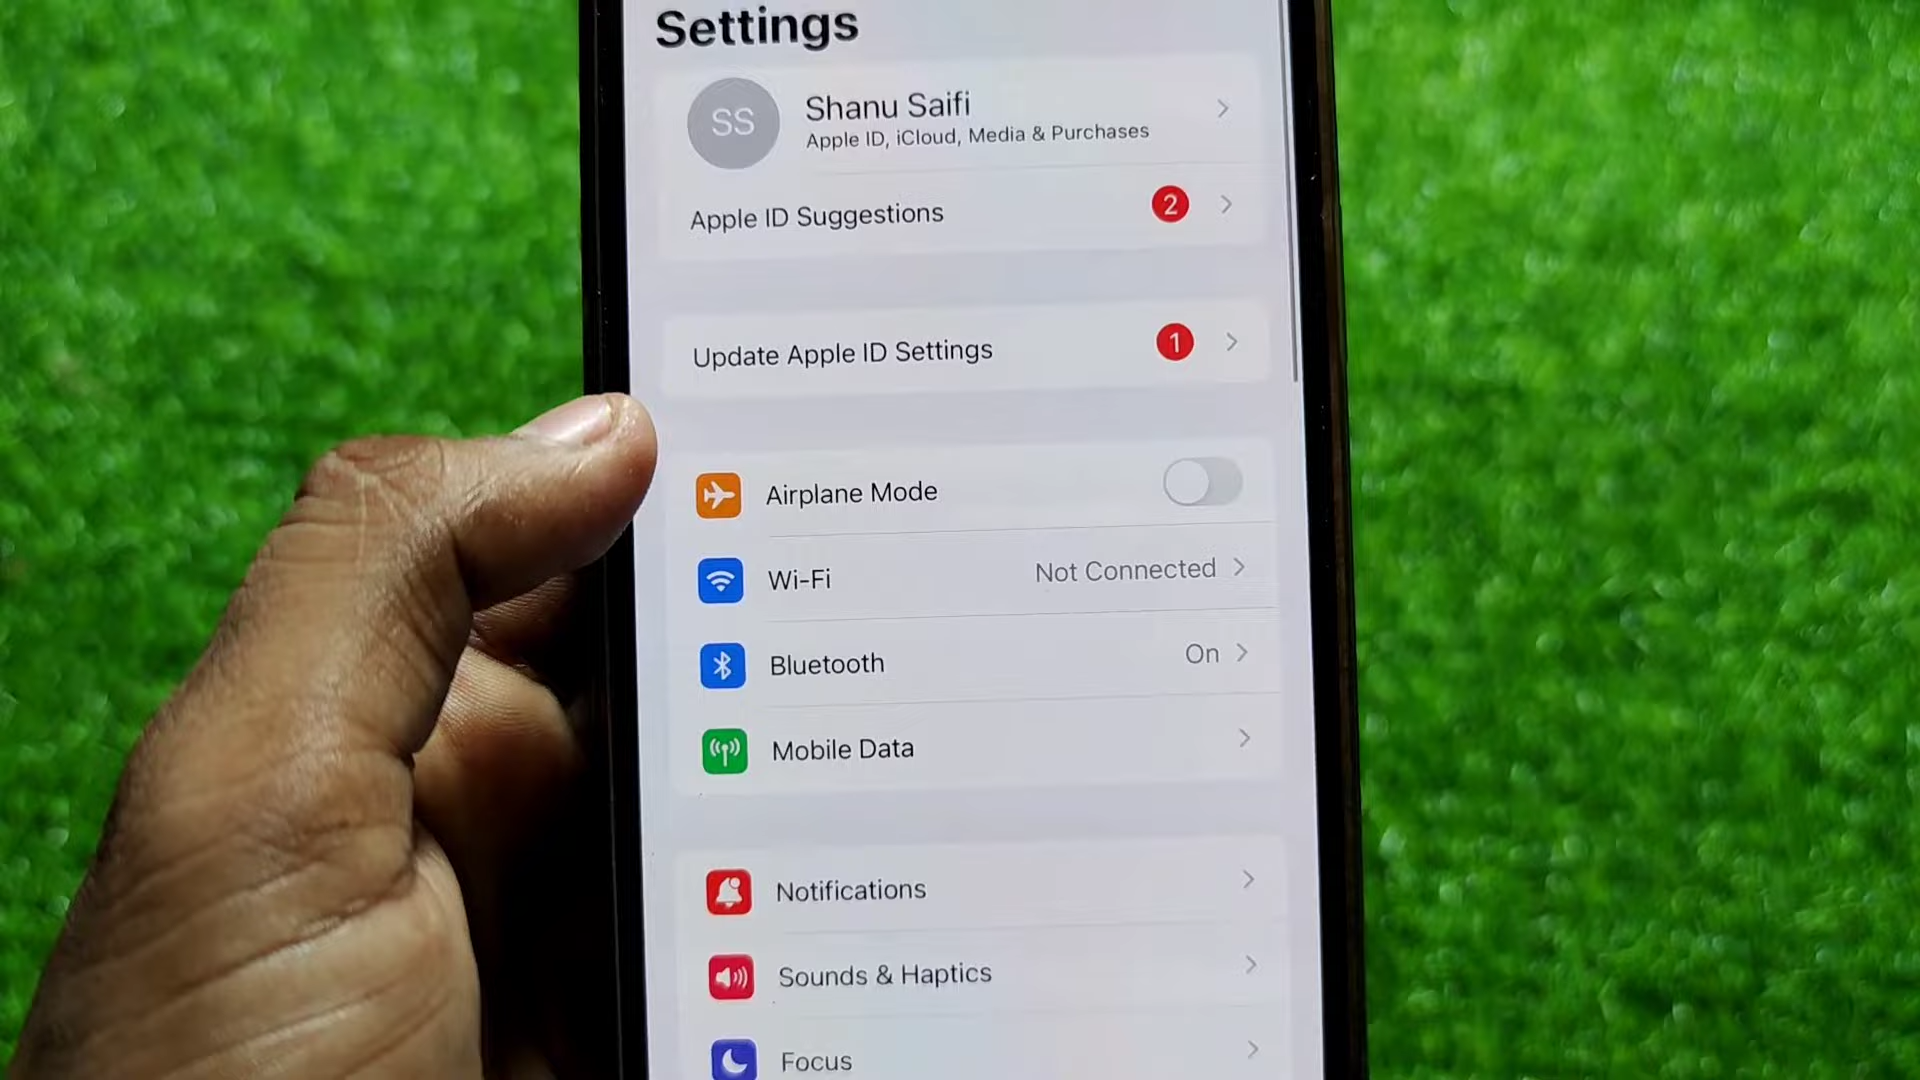 Settings
SS
Shanu Saifi
Apple ID, iCloud, Media & Purchases
Apple ID Suggestions 2
Update Apple ID Settings 1
Airplane Mode
Wi-Fi Not Connected
Bluetooth On
Mobile Data
Notifications
Sounds & Haptics
Focus